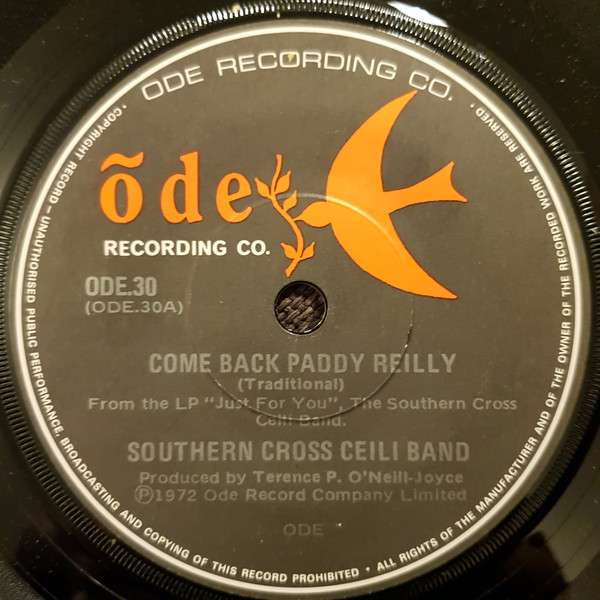 ODE RECORDING CO.
õde
RECORDING CO.
ODE.30
(ODE.30A)
COME BACK PADDY REILLY
(Traditional)
From the LP "Just For You", The Southern Cross
Ceili Band.
SOUTHERN CROSS CEILI BAND
Produced by Terence P. O'Neill-Joyce
Ⓟ1972 Ode Record Company Limited
ODE
• COPYRIGHT RECORD — UNAUTHORISED PUBLIC PERFORMANCE, BROADCASTING AND COPYING OF THIS RECORD PROHIBITED • ALL RIGHTS OF THE MANUFACTURER AND OF THE OWNER OF THE RECORDED WORK ARE RESERVED •